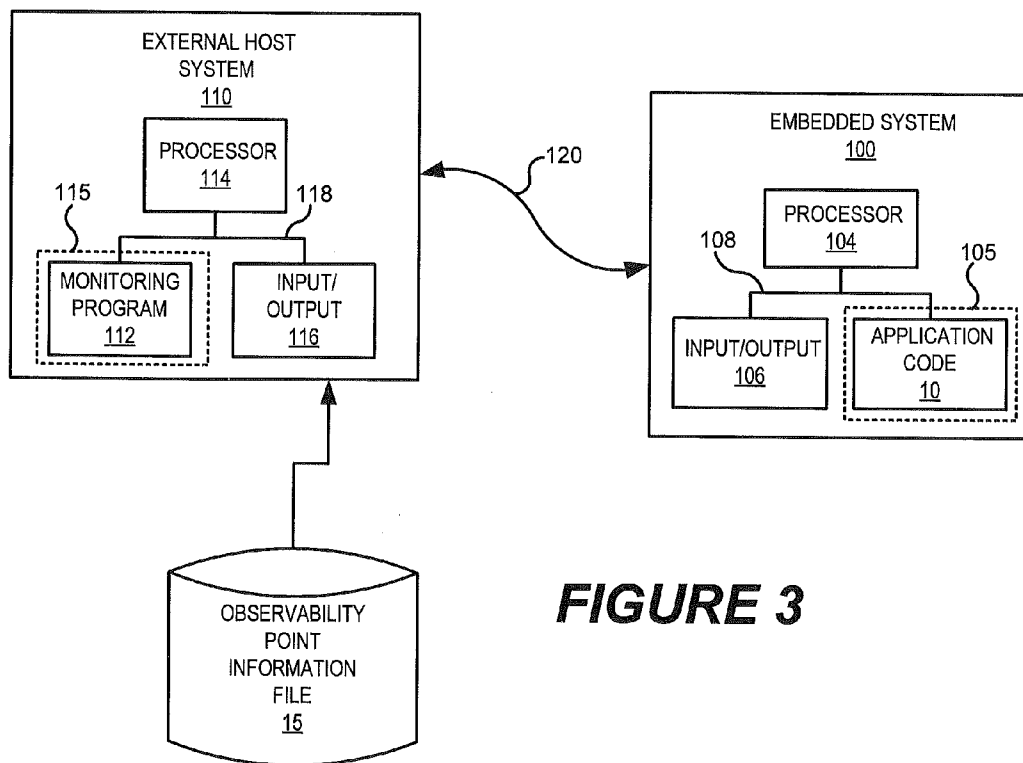 EXTERNAL HOST
SYSTEM
110
PROCESSOR
114
115
118
MONITORING
PROGRAM
112
INPUT/
OUTPUT
116
120
EMBEDDED SYSTEM
100
PROCESSOR
104
108
105
INPUT/OUTPUT
106
APPLICATION
CODE
10
OBSERVABILITY
POINT
INFORMATION
FILE
15
FIGURE 3